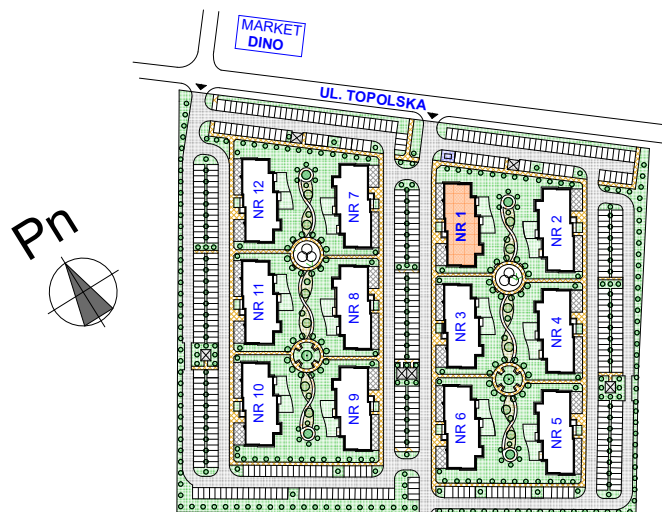 MARKET
DINO
UL. TOPOLSKA
Pn
NR 12
NR 7
NR 1
NR 2
NR 11
NR 8
NR 3
NR 4
NR 10
NR 9
NR 6
NR 5